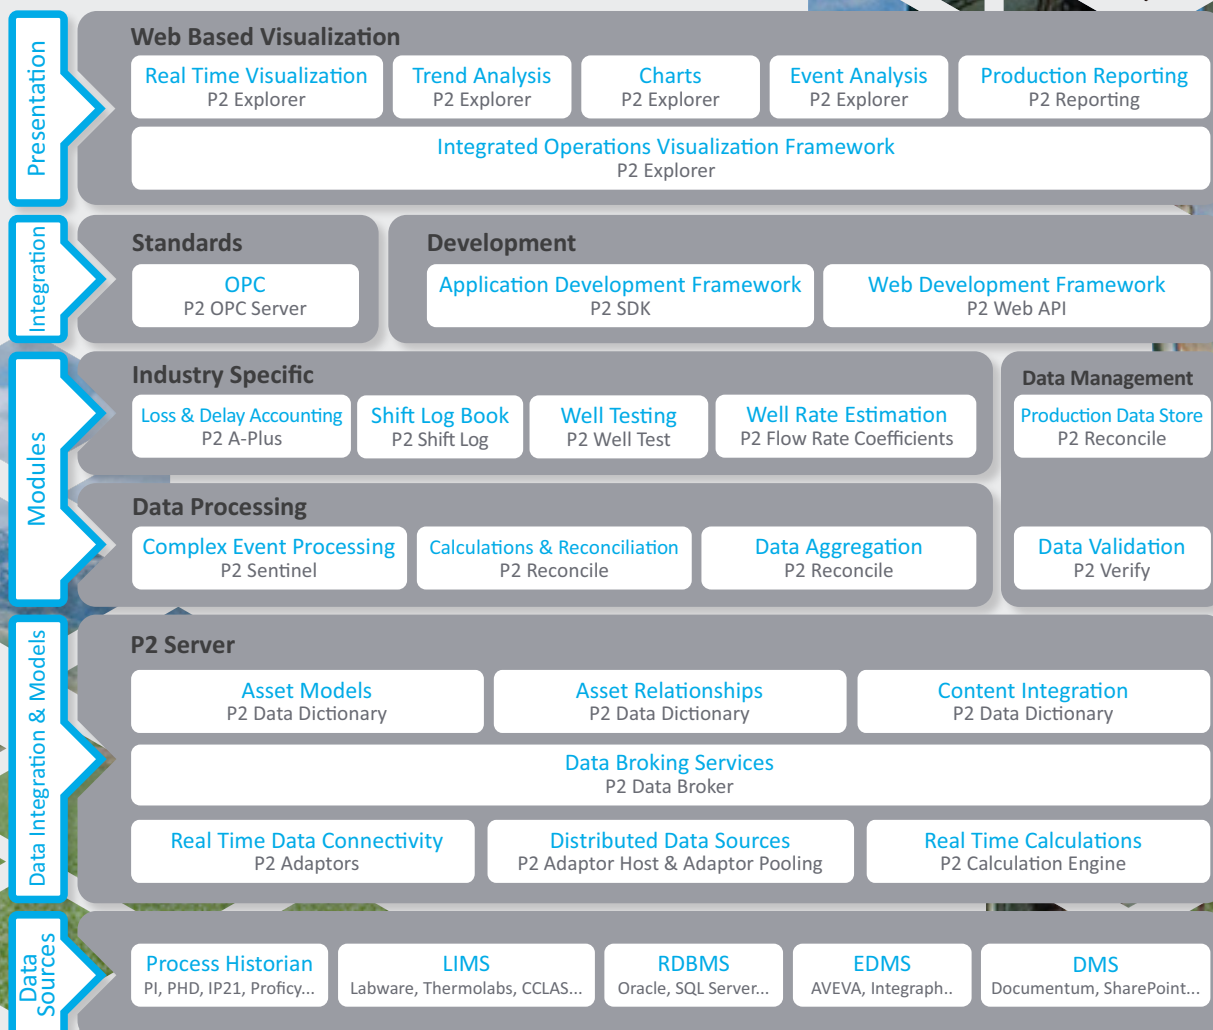 Presentation
Web Based Visualization
Real Time Visualization
P2 Explorer
Trend Analysis
P2 Explorer
Charts
P2 Explorer
Event Analysis
P2 Explorer
Production Reporting
P2 Reporting
Integrated Operations Visualization Framework
P2 Explorer
Integration
Standards
OPC
P2 OPC Server
Development
Application Development Framework
P2 SDK
Web Development Framework
P2 Web API
Modules
Industry Specific
Loss & Delay Accounting
P2 A-Plus
Shift Log Book
P2 Shift Log
Well Testing
P2 Well Test
Well Rate Estimation
P2 Flow Rate Coefficients
Data Management
Production Data Store
P2 Reconcile
Data Processing
Complex Event Processing
P2 Sentinel
Calculations & Reconciliation
P2 Reconcile
Data Aggregation
P2 Reconcile
Data Validation
P2 Verify
Data Integration & Models
P2 Server
Asset Models
P2 Data Dictionary
Asset Relationships
P2 Data Dictionary
Content Integration
P2 Data Dictionary
Data Broking Services
P2 Data Broker
Real Time Data Connectivity
P2 Adaptors
Distributed Data Sources
P2 Adaptor Host & Adaptor Pooling
Real Time Calculations
P2 Calculation Engine
Data
Sources
Process Historian
PI, PHD, IP21, Proficy...
LIMS
Labware, Thermolabs, CCLAS...
RDBMS
Oracle, SQL Server...
EDMS
AVEVA, Integraph..
DMS
Documentum, SharePoint...